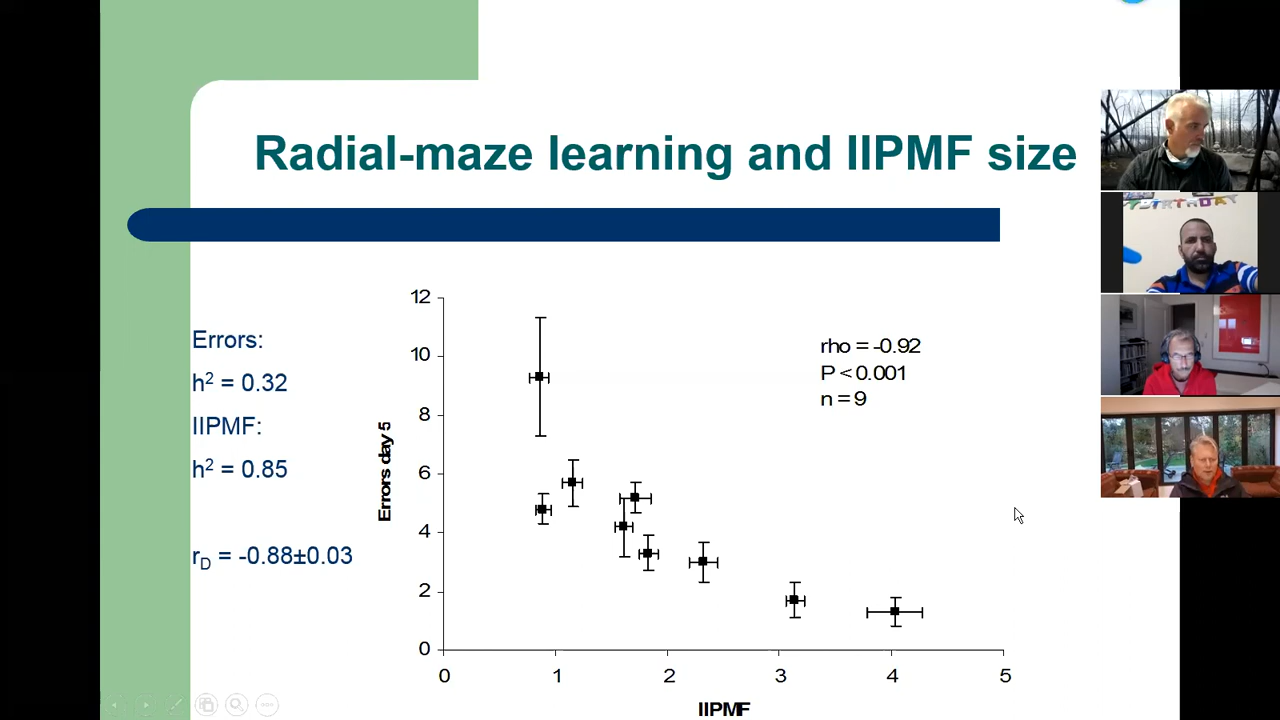 Radial-maze learning and IIPMF size
Errors:
h² = 0.32
IIPMF:
h² = 0.85
rD = -0.88±0.03
12
10
8
6
4
2
0
Errors day 5
rho = -0.92
P < 0.001
n = 9
0 1 2 3 4 5
IIPMF
BIRTHDAY